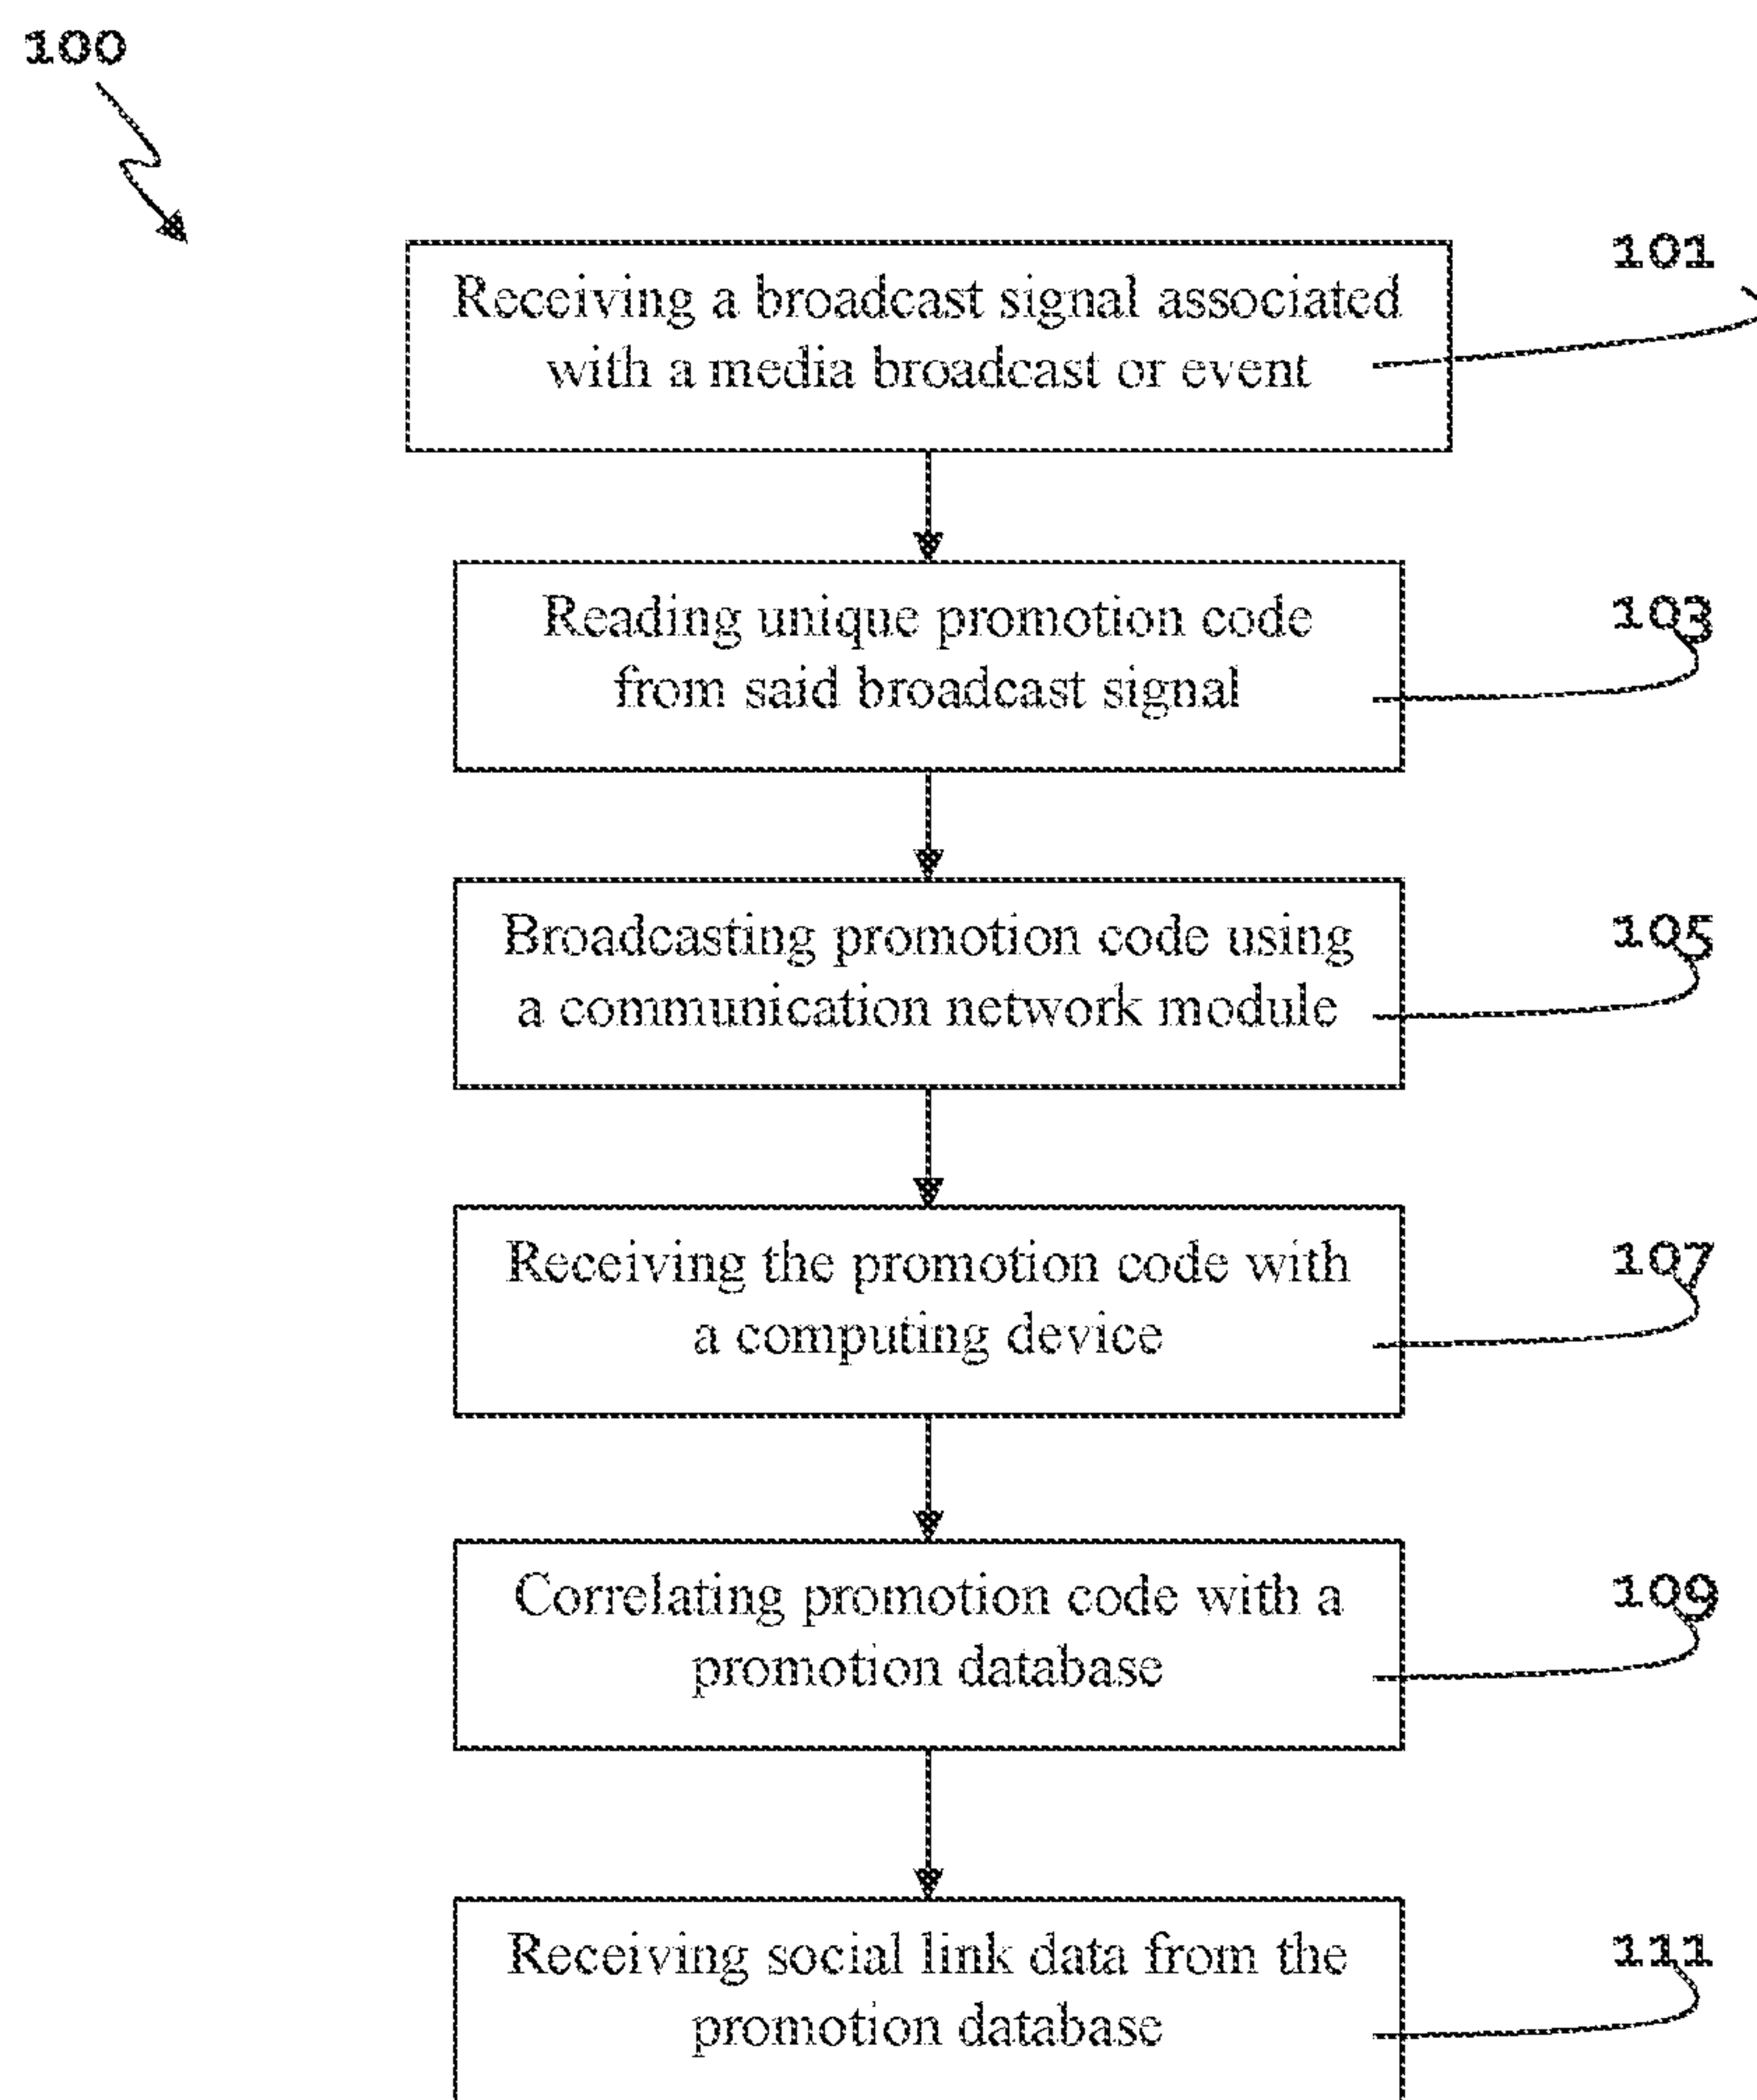 100
101
Receiving a broadcast signal associated
with a media broadcast or event
103
Reading unique promotion code
from said broadcast signal
105
Broadcasting promotion code using
a communication network module
107
Receiving the promotion code with
a computing device
109
Correlating promotion code with a
promotion database
111
Receiving social link data from the
promotion database